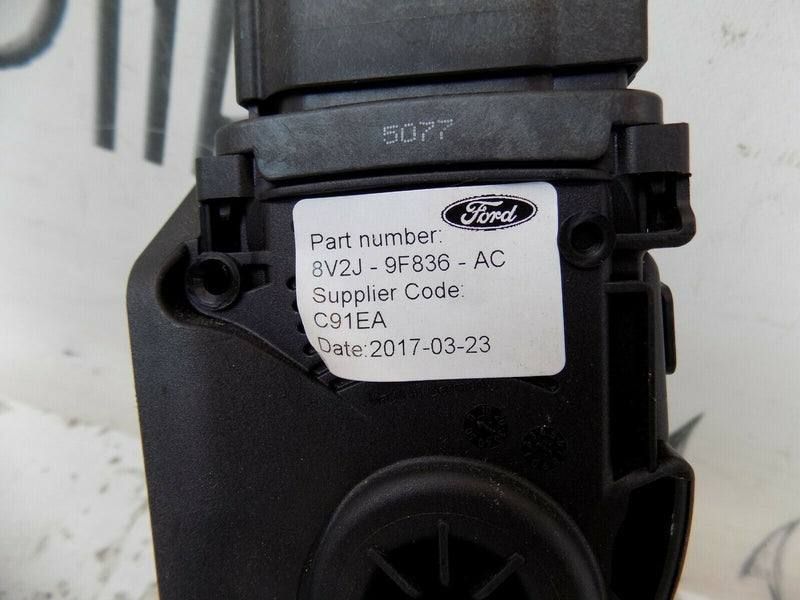 5077
Ford
Part number:
8V2J - 9F836 - AC
Supplier Code:
C91EA
Date:2017-03-23